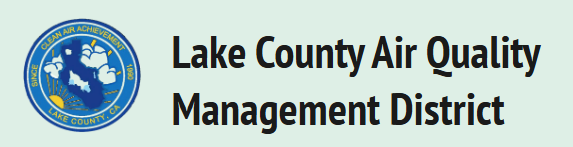 CLEAN AIR ACHIEVEMENT
SINCE 1990
LAKE COUNTY, CA
Lake County Air Quality
Management District